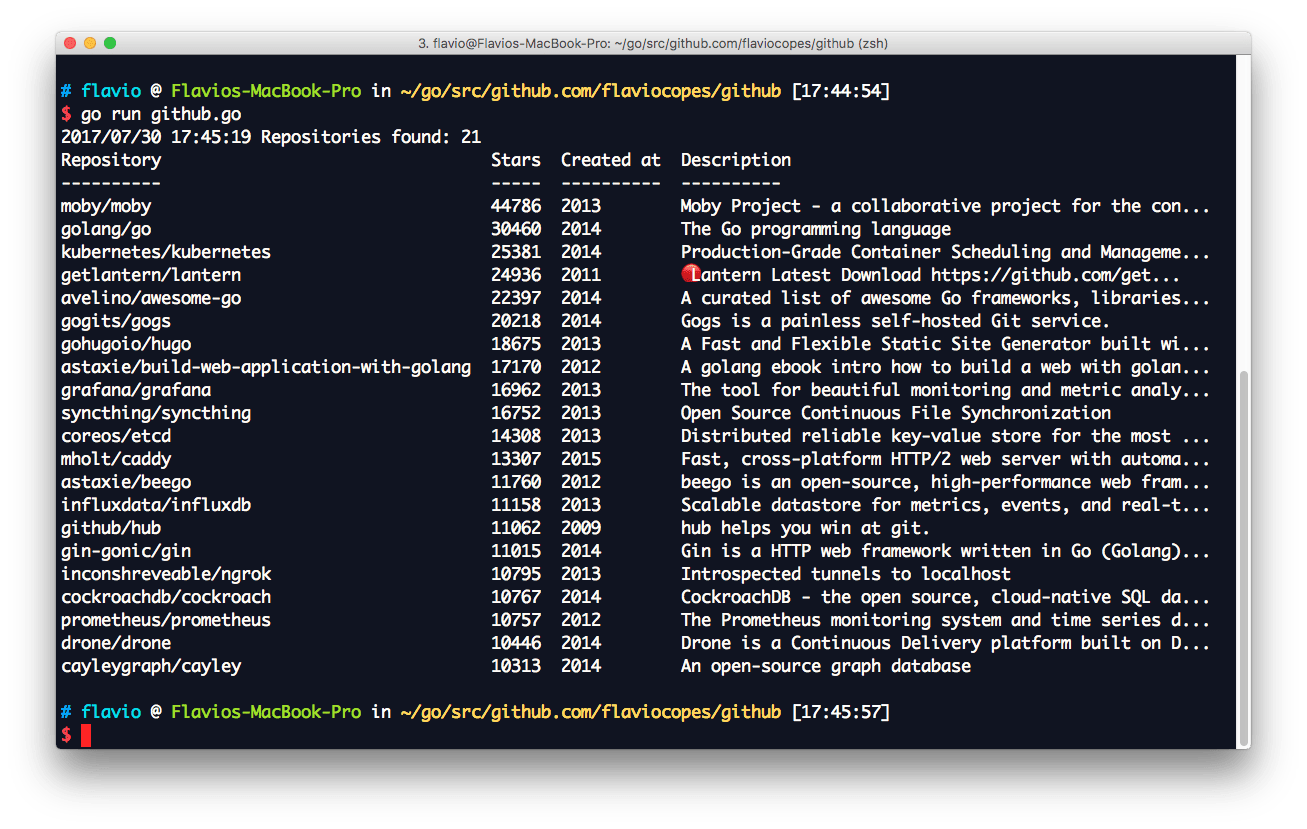 3. flavio@Flavios-MacBook-Pro: ~/go/src/github.com/flaviocopes/github (zsh)
# flavio @ Flavios-MacBook-Pro in ~/go/src/github.com/flaviocopes/github [17:44:54]
$ go run github.go
2017/07/30 17:45:19 Repositories found: 21
Repository                                 Stars  Created at  Description
----------                                 -----  ----------  ----------
moby/moby                                  44786  2013        Moby Project - a collaborative project for the con...
golang/go                                  30460  2014        The Go programming language
kubernetes/kubernetes                      25381  2014        Production-Grade Container Scheduling and Manageme...
getlantern/lantern                         24936  2011        🔴Lantern Latest Download https://github.com/get...
avelino/awesome-go                         22397  2014        A curated list of awesome Go frameworks, libraries...
gogits/gogs                                20218  2014        Gogs is a painless self-hosted Git service.
gohugoio/hugo                              18675  2013        A Fast and Flexible Static Site Generator built wi...
astaxie/build-web-application-with-golang  17170  2012        A golang ebook intro how to build a web with golan...
grafana/grafana                            16962  2013        The tool for beautiful monitoring and metric analy...
syncthing/syncthing                        16752  2013        Open Source Continuous File Synchronization
coreos/etcd                                14308  2013        Distributed reliable key-value store for the most ...
mholt/caddy                                13307  2015        Fast, cross-platform HTTP/2 web server with automa...
astaxie/beego                              11760  2012        beego is an open-source, high-performance web fram...
influxdata/influxdb                        11158  2013        Scalable datastore for metrics, events, and real-t...
github/hub                                 11062  2009        hub helps you win at git.
gin-gonic/gin                              11015  2014        Gin is a HTTP web framework written in Go (Golang)...
inconshreveable/ngrok                      10795  2013        Introspected tunnels to localhost
cockroachdb/cockroach                      10767  2014        CockroachDB - the open source, cloud-native SQL da...
prometheus/prometheus                      10757  2012        The Prometheus monitoring system and time series d...
drone/drone                                10446  2014        Drone is a Continuous Delivery platform built on D...
cayleygraph/cayley                         10313  2014        An open-source graph database
# flavio @ Flavios-MacBook-Pro in ~/go/src/github.com/flaviocopes/github [17:45:57]
$